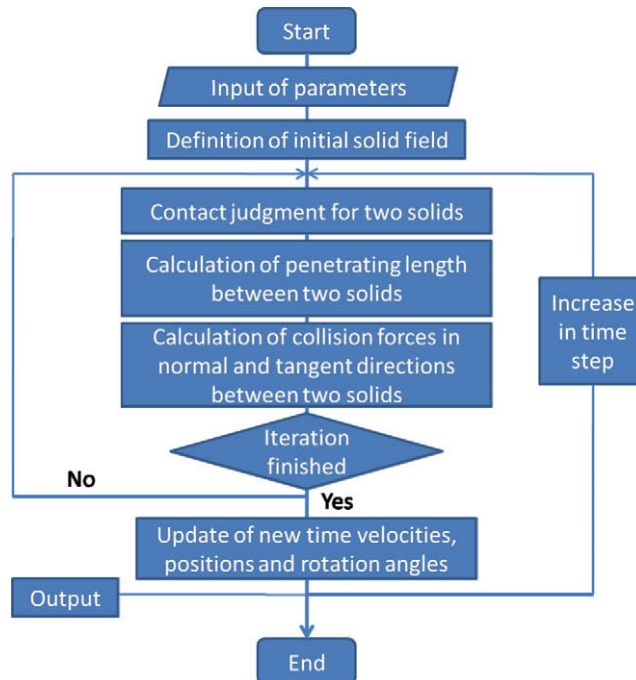 Start
Input of parameters
Definition of initial solid field
Contact judgment for two solids
Calculation of penetrating length
between two solids
Calculation of collision forces in
normal and tangent directions
between two solids
Increase
in time
step
Iteration
finished
No
Yes
Update of new time velocities,
positions and rotation angles
Output
End